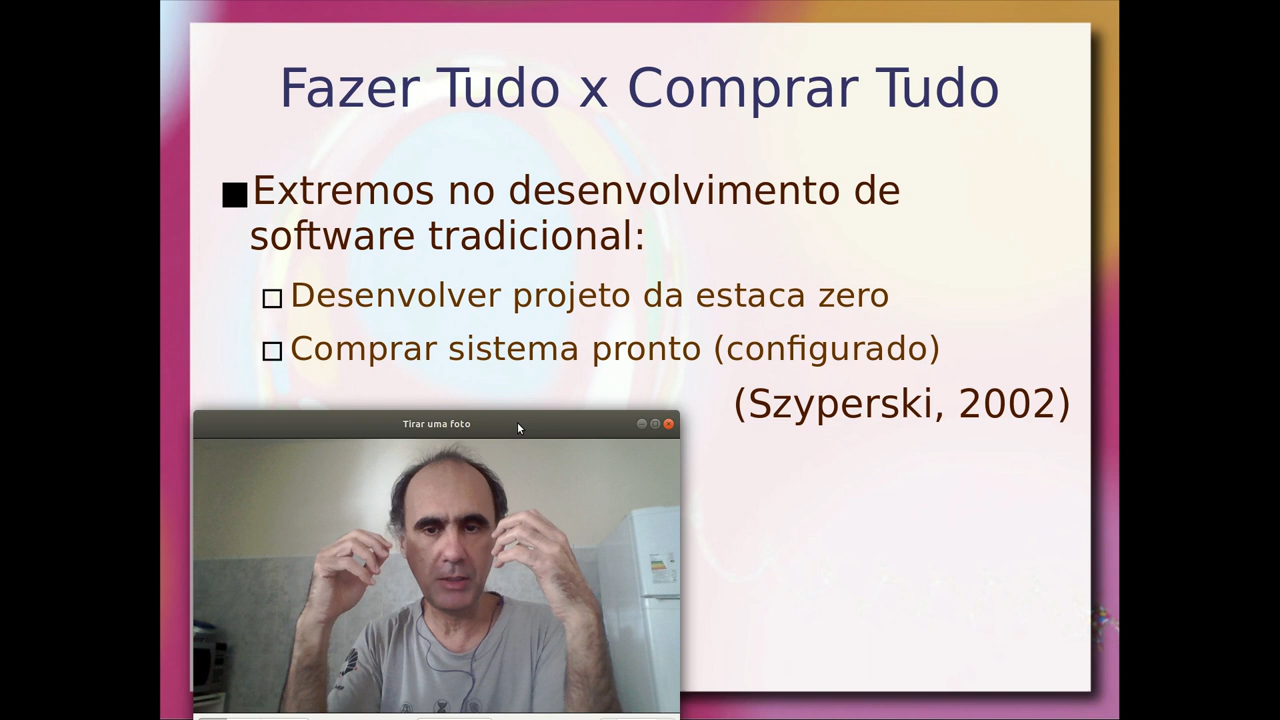 Fazer Tudo x Comprar Tudo
Extremos no desenvolvimento de
software tradicional:
Desenvolver projeto da estaca zero
Comprar sistema pronto (configurado)
(Szyperski, 2002)
Tirar uma foto